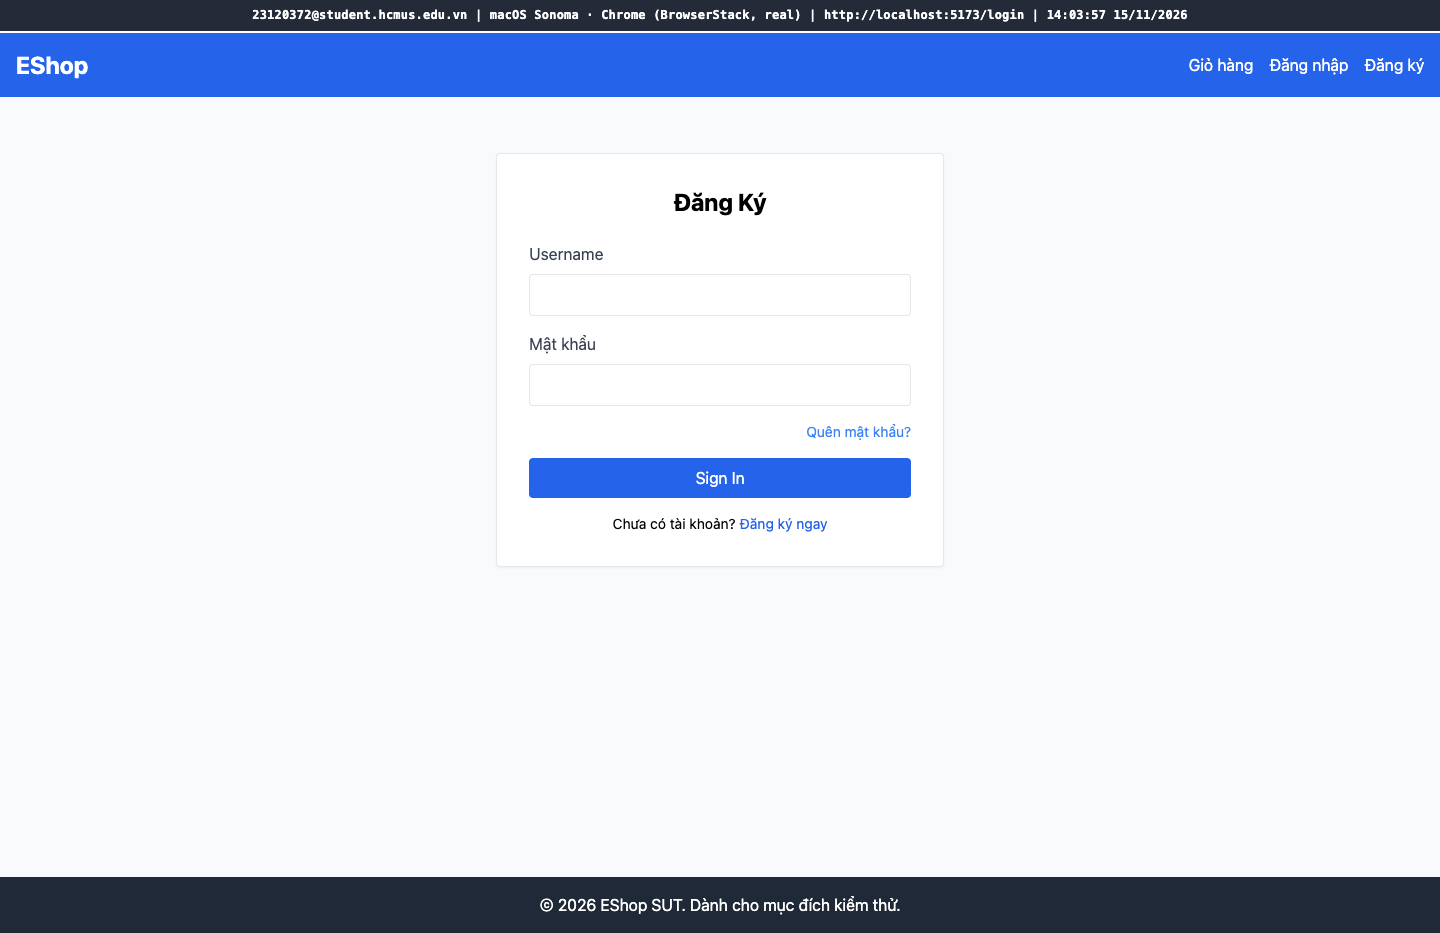 23120372@student.hcmus.edu.vn | macOS Sonoma · Chrome (BrowserStack, real) | http://localhost:5173/login | 14:03:57 15/11/2026
EShop
Giỏ hàng Đăng nhập Đăng ký
Đăng Ký
Username
Mật khẩu
Quên mật khẩu?
Sign In
Chưa có tài khoản? Đăng ký ngay
© 2026 EShop SUT. Dành cho mục đích kiểm thử.